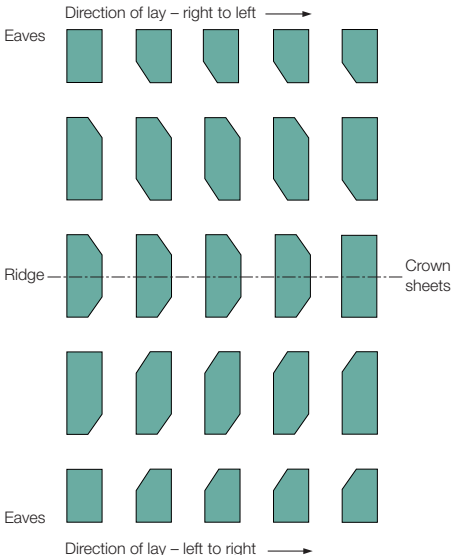 Direction of lay – right to left
Eaves
Ridge
Crown
sheets
Eaves
Direction of lay – left to right